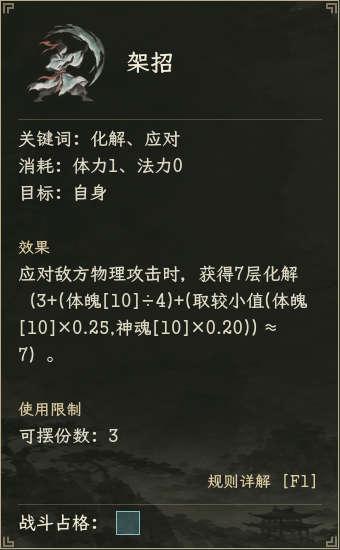 架招
关键词：化解、应对
消耗：体力1、法力0
目标：自身
效果
应对敌方物理攻击时，获得7层化解
（3+(体魄[10]÷4)+(取较小值(体魄
[10]×0.25,神魂[10]×0.20)) ≈
7）。
使用限制
可摆份数：3
规则详解 [F1]
战斗占格：